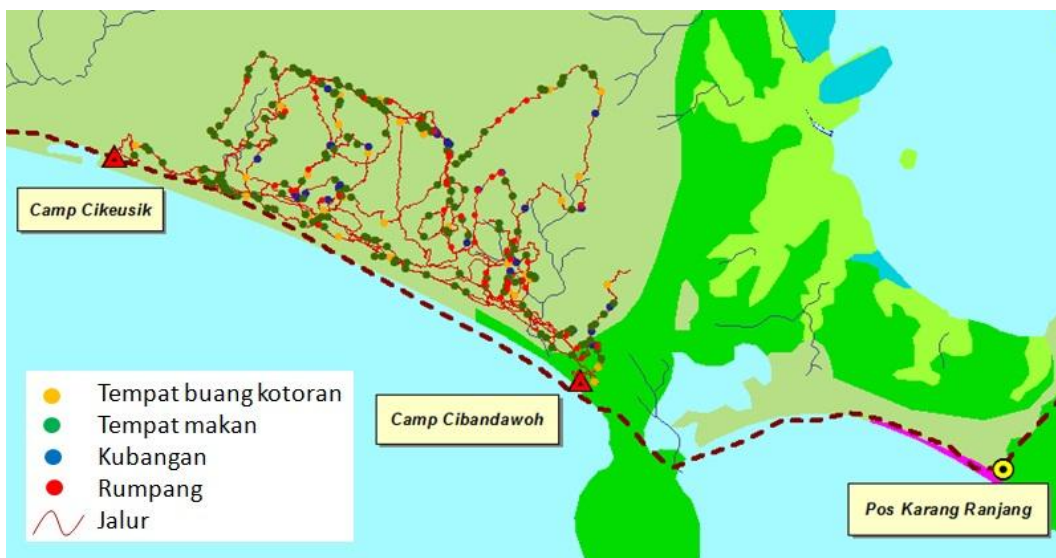 Camp Cikeusik
Camp Cibandawoh
Pos Karang Ranjang
Tempat buang kotoran
Tempat makan
Kubangan
Rumpang
Jalur